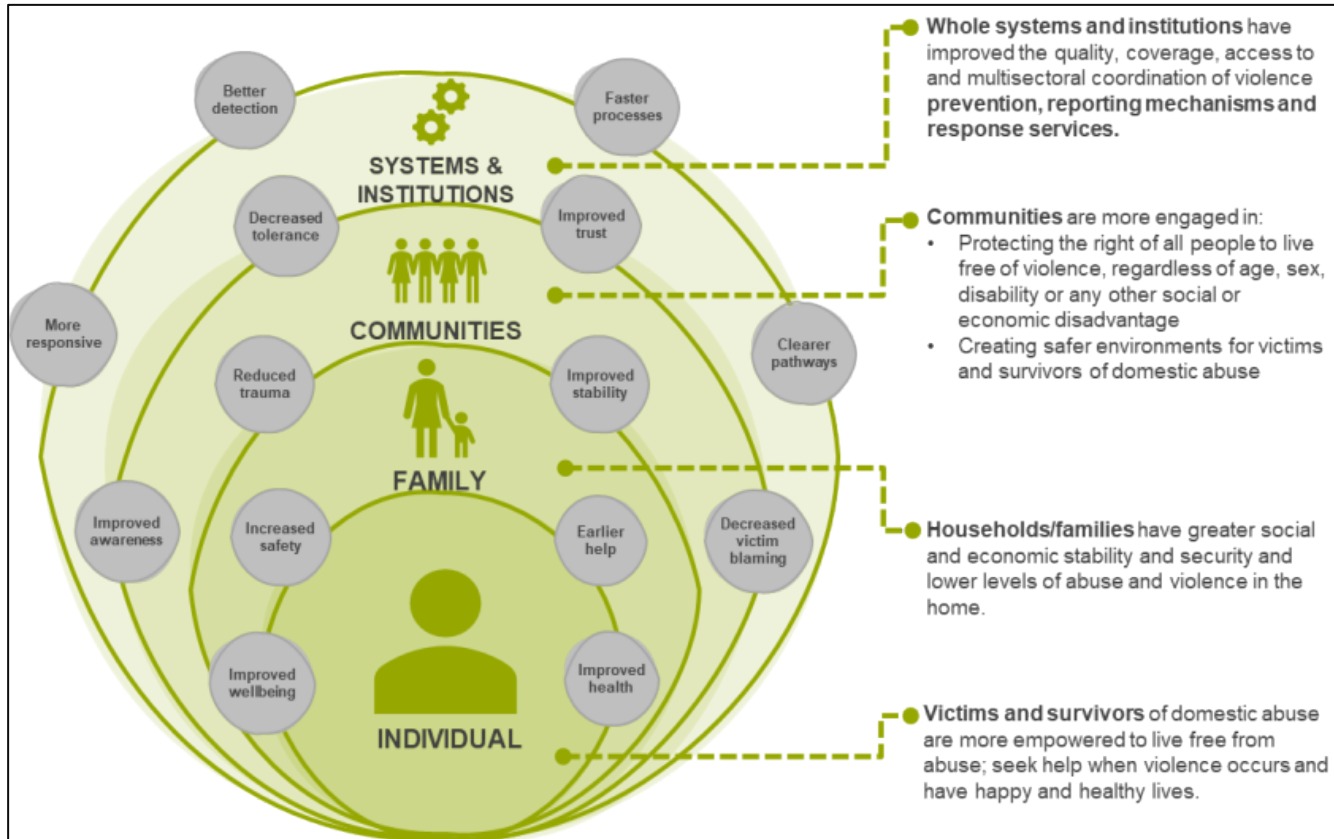 Better
detection
Faster
processes
SYSTEMS &
INSTITUTIONS
Decreased
tolerance
Improved
trust
More
responsive
COMMUNITIES
Clearer
pathways
Reduced
trauma
Improved
stability
FAMILY
Improved
awareness
Increased
safety
Earlier
help
Decreased
victim
blaming
Improved
wellbeing
Improved
health
INDIVIDUAL
Whole systems and institutions have
improved the quality, coverage, access to
and multisectoral coordination of violence
prevention, reporting mechanisms and
response services.
Communities are more engaged in:
• Protecting the right of all people to live
free of violence, regardless of age, sex,
disability or any other social or
economic disadvantage
• Creating safer environments for victims
and survivors of domestic abuse
Households/families have greater social
and economic stability and security and
lower levels of abuse and violence in the
home.
Victims and survivors of domestic abuse
are more empowered to live free from
abuse; seek help when violence occurs and
have happy and healthy lives.